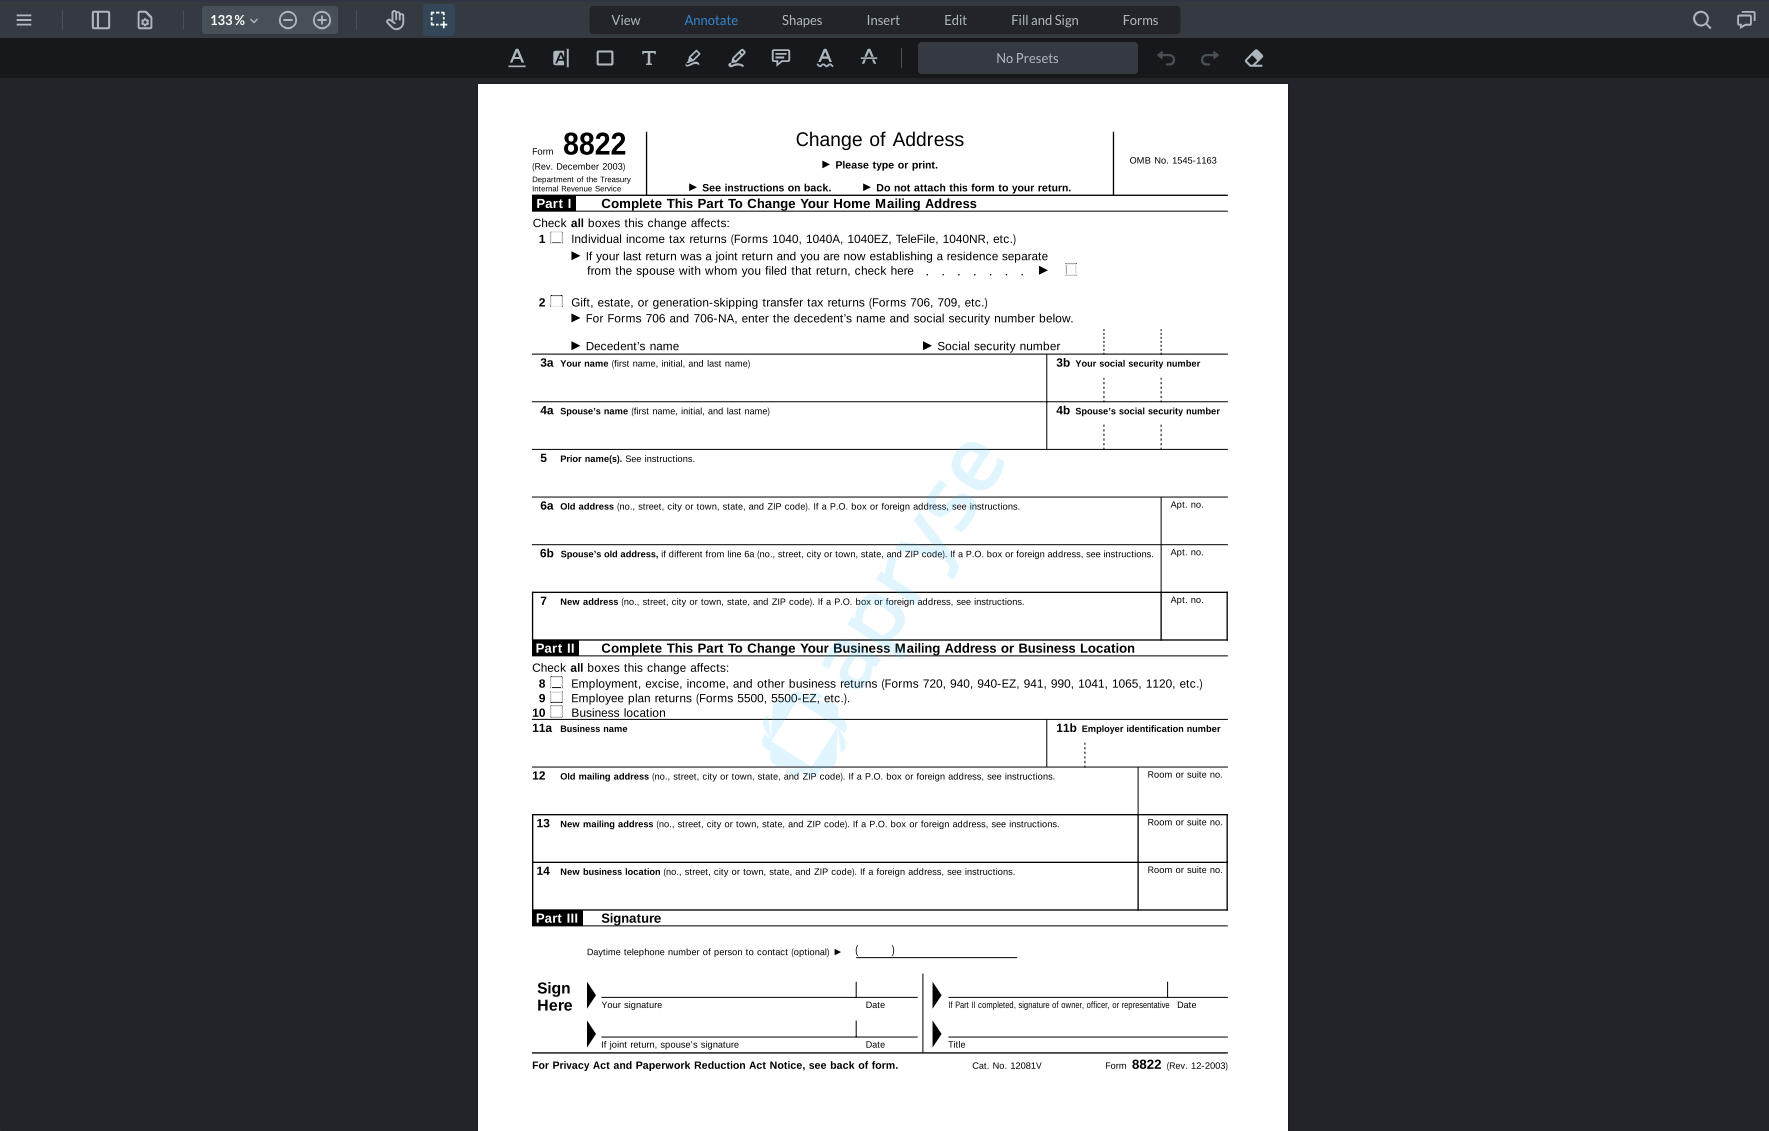 133%
View Annotate Shapes Insert Edit Fill and Sign Forms
No Presets
Form 8822
(Rev. December 2003)
Department of the Treasury
Internal Revenue Service
Change of Address
► Please type or print.
► See instructions on back. ► Do not attach this form to your return.
OMB No. 1545-1163
Part I Complete This Part To Change Your Home Mailing Address
Check all boxes this change affects:
1 Individual income tax returns (Forms 1040, 1040A, 1040EZ, TeleFile, 1040NR, etc.)
► If your last return was a joint return and you are now establishing a residence separate
from the spouse with whom you filed that return, check here . . . . . . . ►
2 Gift, estate, or generation-skipping transfer tax returns (Forms 706, 709, etc.)
► For Forms 706 and 706-NA, enter the decedent’s name and social security number below.
► Decedent’s name ► Social security number
3a Your name (first name, initial, and last name) 3b Your social security number
4a Spouse’s name (first name, initial, and last name) 4b Spouse’s social security number
5 Prior name(s). See instructions.
6a Old address (no., street, city or town, state, and ZIP code). If a P.O. box or foreign address, see instructions. Apt. no.
6b Spouse’s old address, if different from line 6a (no., street, city or town, state, and ZIP code). If a P.O. box or foreign address, see instructions. Apt. no.
7 New address (no., street, city or town, state, and ZIP code). If a P.O. box or foreign address, see instructions. Apt. no.
apryse
Part II Complete This Part To Change Your Business Mailing Address or Business Location
Check all boxes this change affects:
8 Employment, excise, income, and other business returns (Forms 720, 940, 940-EZ, 941, 990, 1041, 1065, 1120, etc.)
9 Employee plan returns (Forms 5500, 5500-EZ, etc.).
10 Business location
11a Business name 11b Employer identification number
12 Old mailing address (no., street, city or town, state, and ZIP code). If a P.O. box or foreign address, see instructions. Room or suite no.
13 New mailing address (no., street, city or town, state, and ZIP code). If a P.O. box or foreign address, see instructions. Room or suite no.
14 New business location (no., street, city or town, state, and ZIP code). If a foreign address, see instructions. Room or suite no.
Part III Signature
Daytime telephone number of person to contact (optional) ► ( )
Sign
Here
Your signature Date If Part II completed, signature of owner, officer, or representative Date
If joint return, spouse’s signature Date Title
For Privacy Act and Paperwork Reduction Act Notice, see back of form. Cat. No. 12081V Form 8822 (Rev. 12-2003)